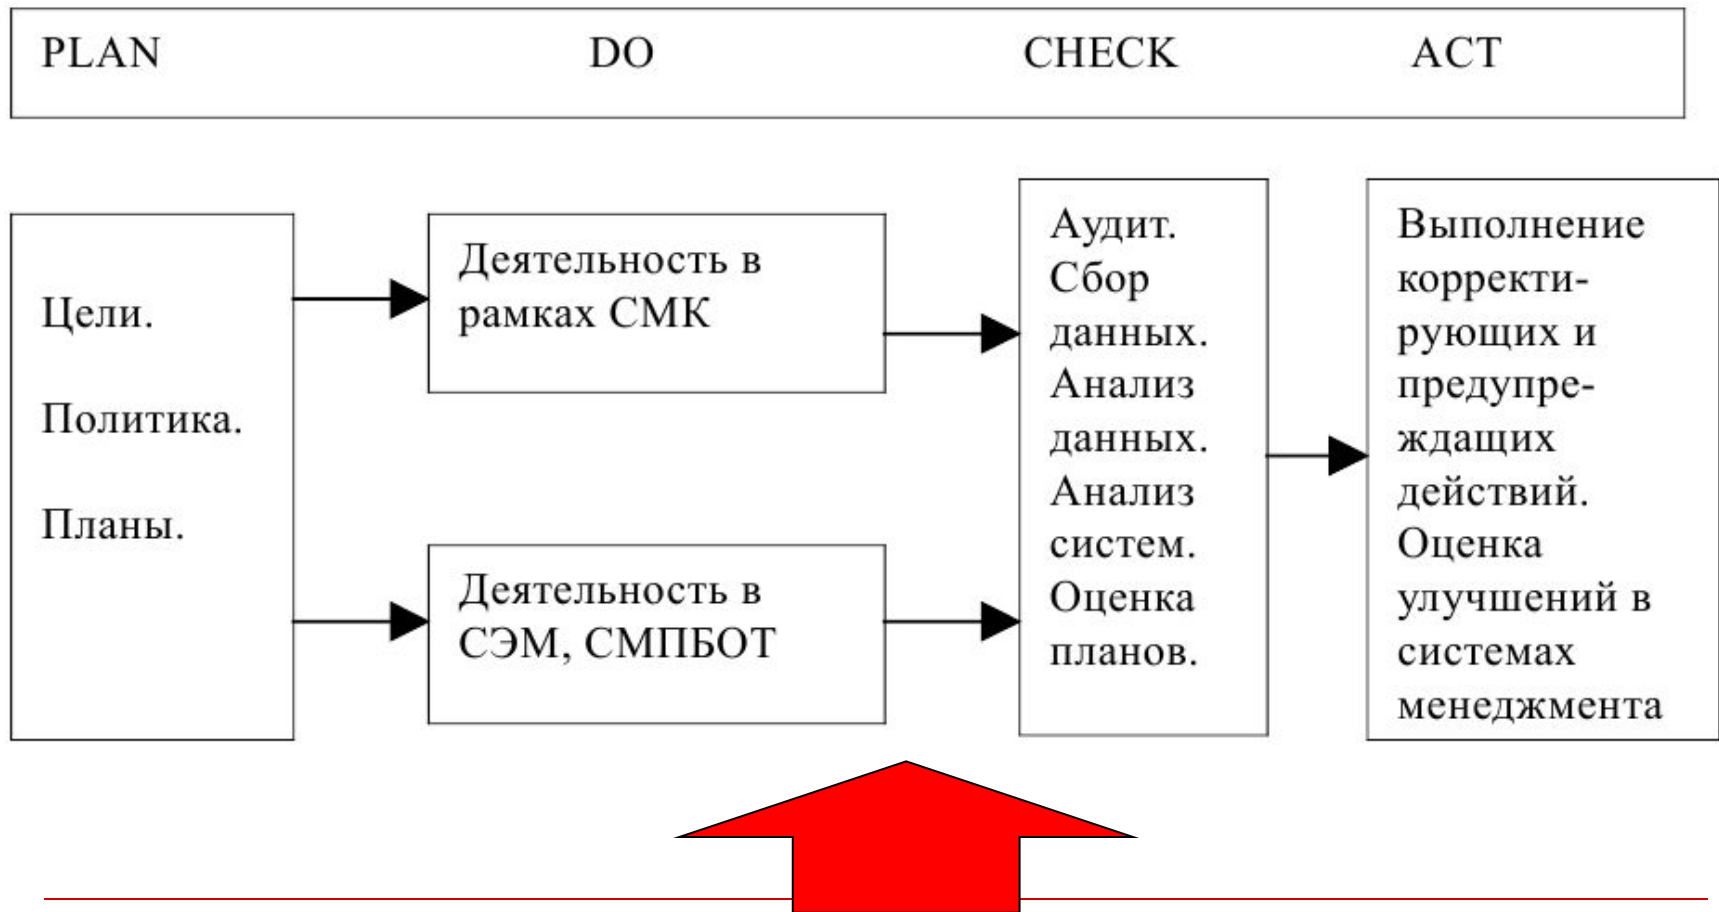 PLAN DO CHECK ACT
Цели.
Политика.
Планы.
Деятельность в
рамках СМК
Деятельность в
СЭМ, СМПБОТ
Аудит.
Сбор
данных.
Анализ
данных.
Анализ
систем.
Оценка
планов.
Выполнение
корректи-
рующих и
предупре-
ждащих
действий.
Оценка
улучшений в
системах
менеджмента